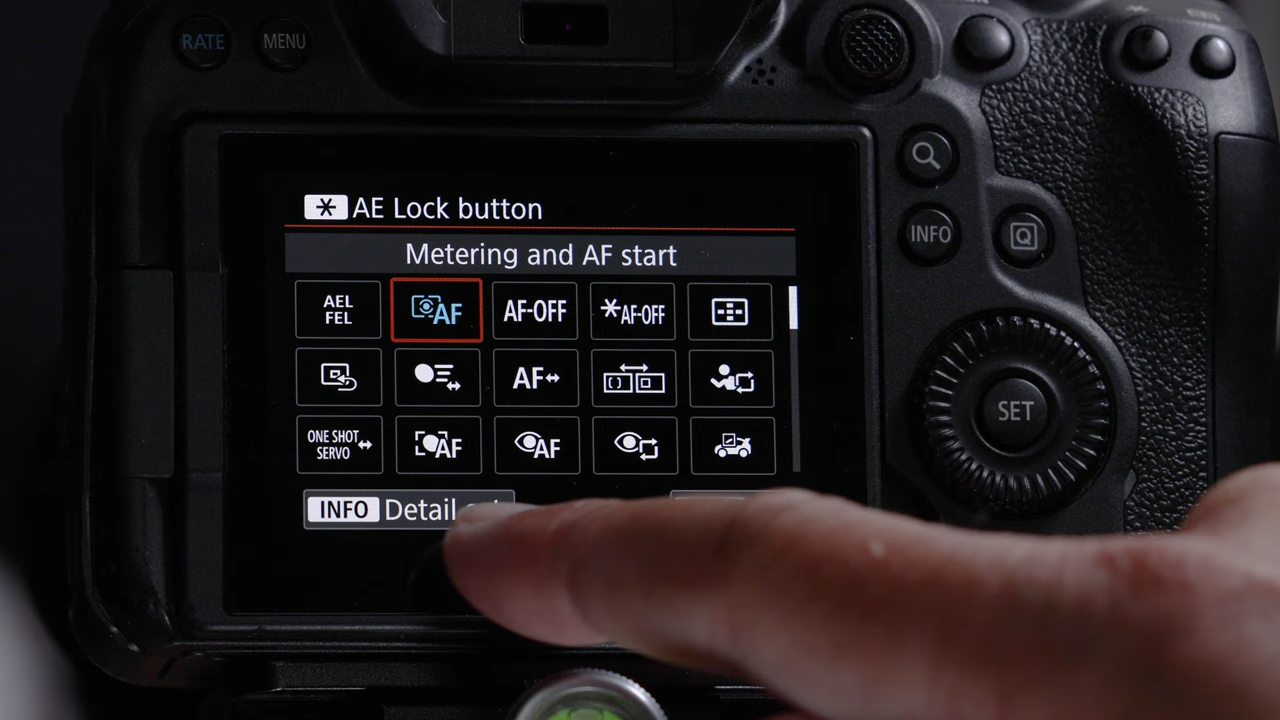 RATE
MENU
AE Lock button
Metering and AF start
AEL
FEL
AF
AF-OFF
AF-OFF
AF
ONE SHOT
SERVO
AF
AF
INFO
Detail
INFO
Q
SET